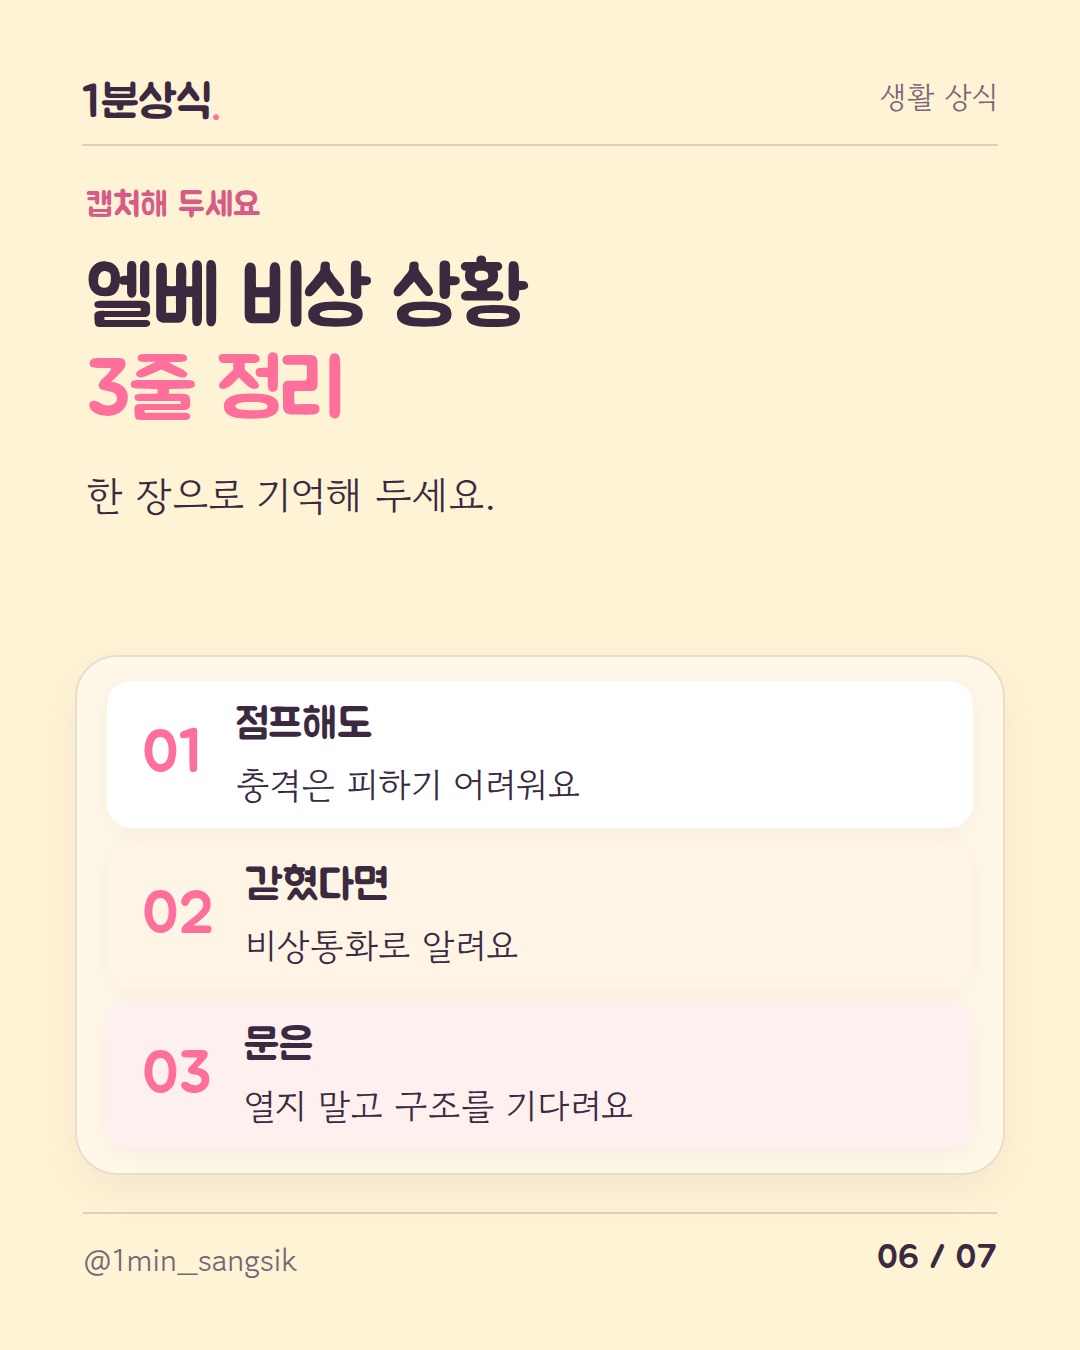 1분상식.
생활 상식
캡처해 두세요
엘베 비상 상황
3줄 정리
한 장으로 기억해 두세요.
01
점프해도
충격은 피하기 어려워요
02
갇혔다면
비상통화로 알려요
03
문은
열지 말고 구조를 기다려요
@1min_sangsik
06 / 07